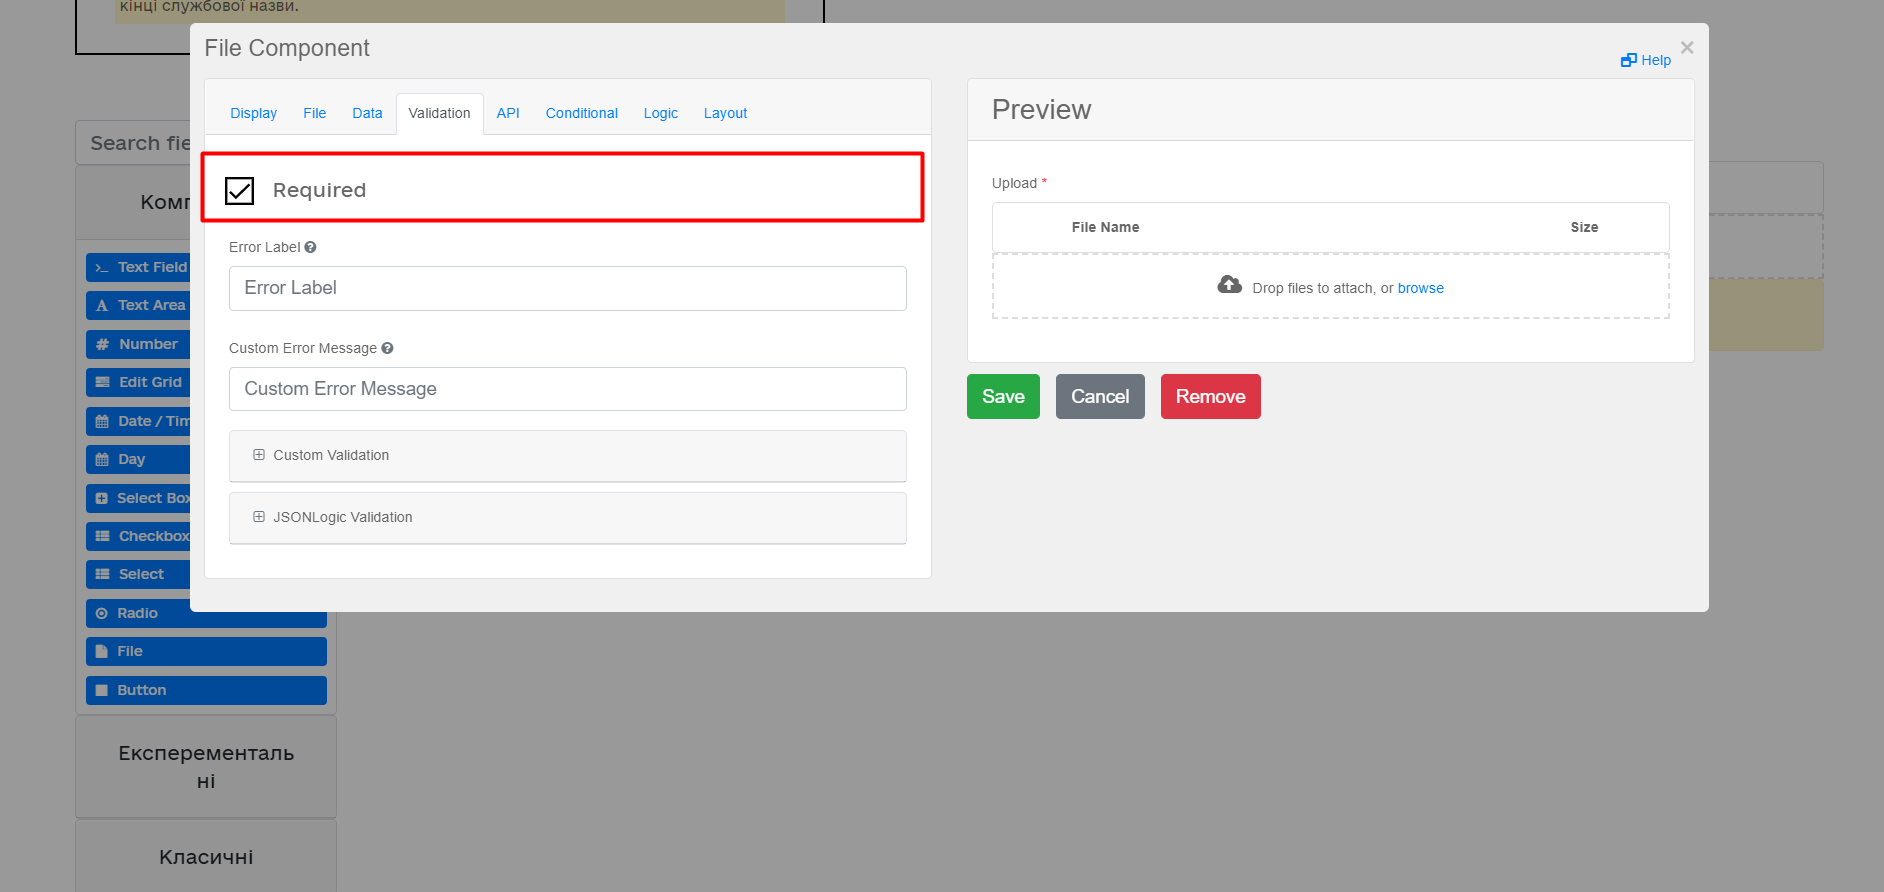 кінці службової назви.
File Component
×
Help
Display File Data Validation API Conditional Logic Layout
Required
Error Label
Error Label
Custom Error Message
Custom Error Message
Custom Validation
JSONLogic Validation
Preview
Upload *
File Name Size
Drop files to attach, or browse
Save Cancel Remove
Search fie
Комп
>_ Text Field
A Text Area
# Number
Edit Grid
Date / Tim
Day
Select Box
Checkbox
Select
Radio
File
Button
Експеременталь
ні
Класичні